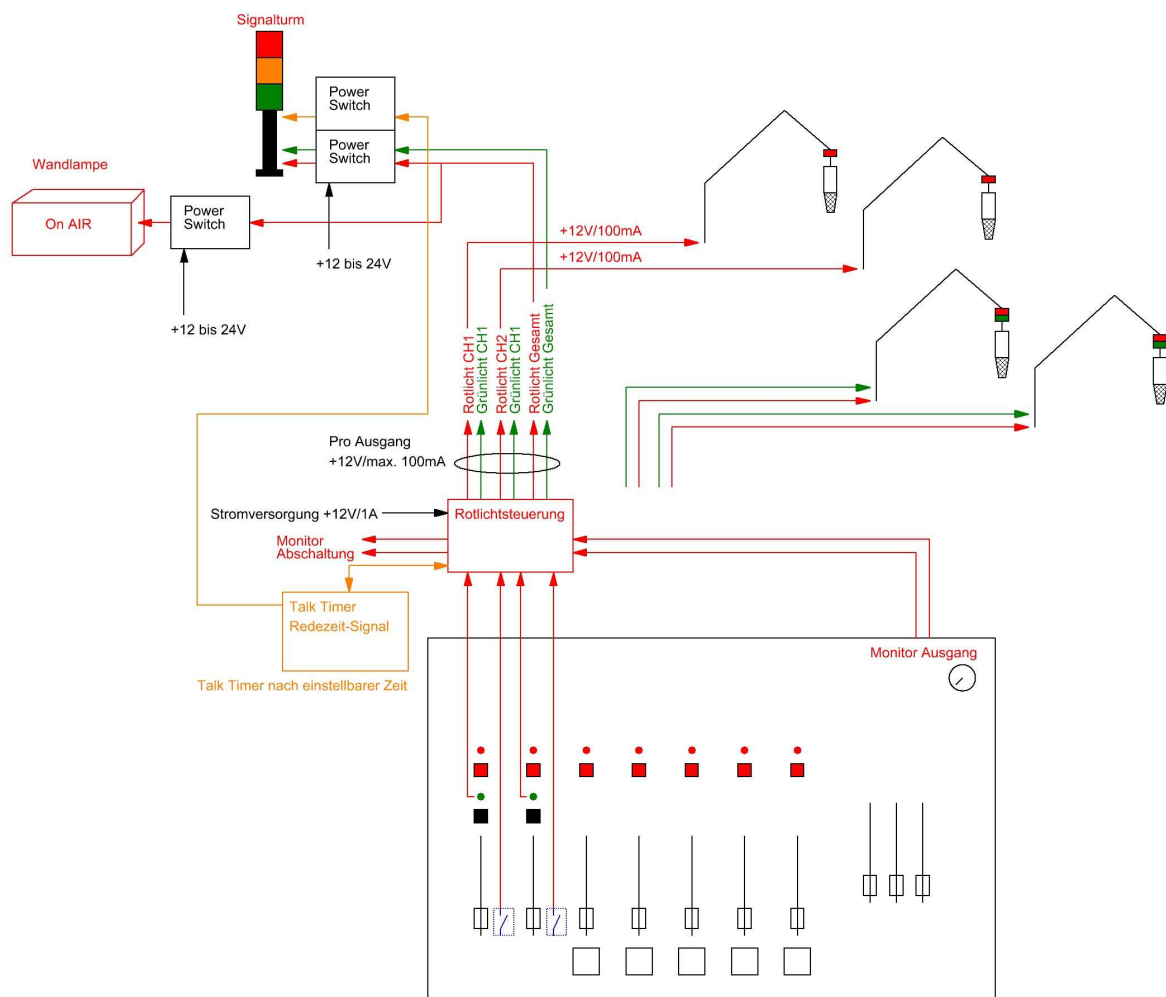 Signalturm
Power
Switch
Power
Switch
Wandlampe
On AIR
Power
Switch
+12 bis 24V
+12 bis 24V
+12V/100mA
+12V/100mA
Rotlicht CH1
Grünlicht CH1
Rotlicht CH2
Grünlicht CH1
Rotlicht Gesamt
Grünlicht Gesamt
Pro Ausgang
+12V/max. 100mA
Stromversorgung +12V/1A
Rotlichtsteuerung
Monitor
Abschaltung
Talk Timer
Redezeit-Signal
Talk Timer nach einstellbarer Zeit
Monitor Ausgang